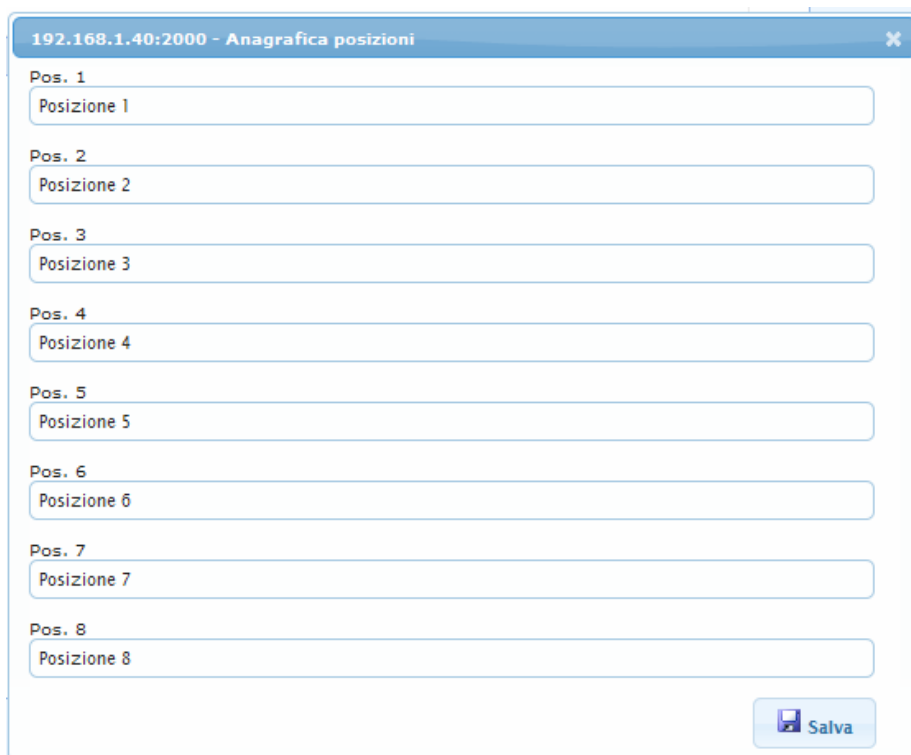 192.168.1.40:2000 - Anagrafica posizioni
Pos. 1
Posizione 1
Pos. 2
Posizione 2
Pos. 3
Posizione 3
Pos. 4
Posizione 4
Pos. 5
Posizione 5
Pos. 6
Posizione 6
Pos. 7
Posizione 7
Pos. 8
Posizione 8
Salva